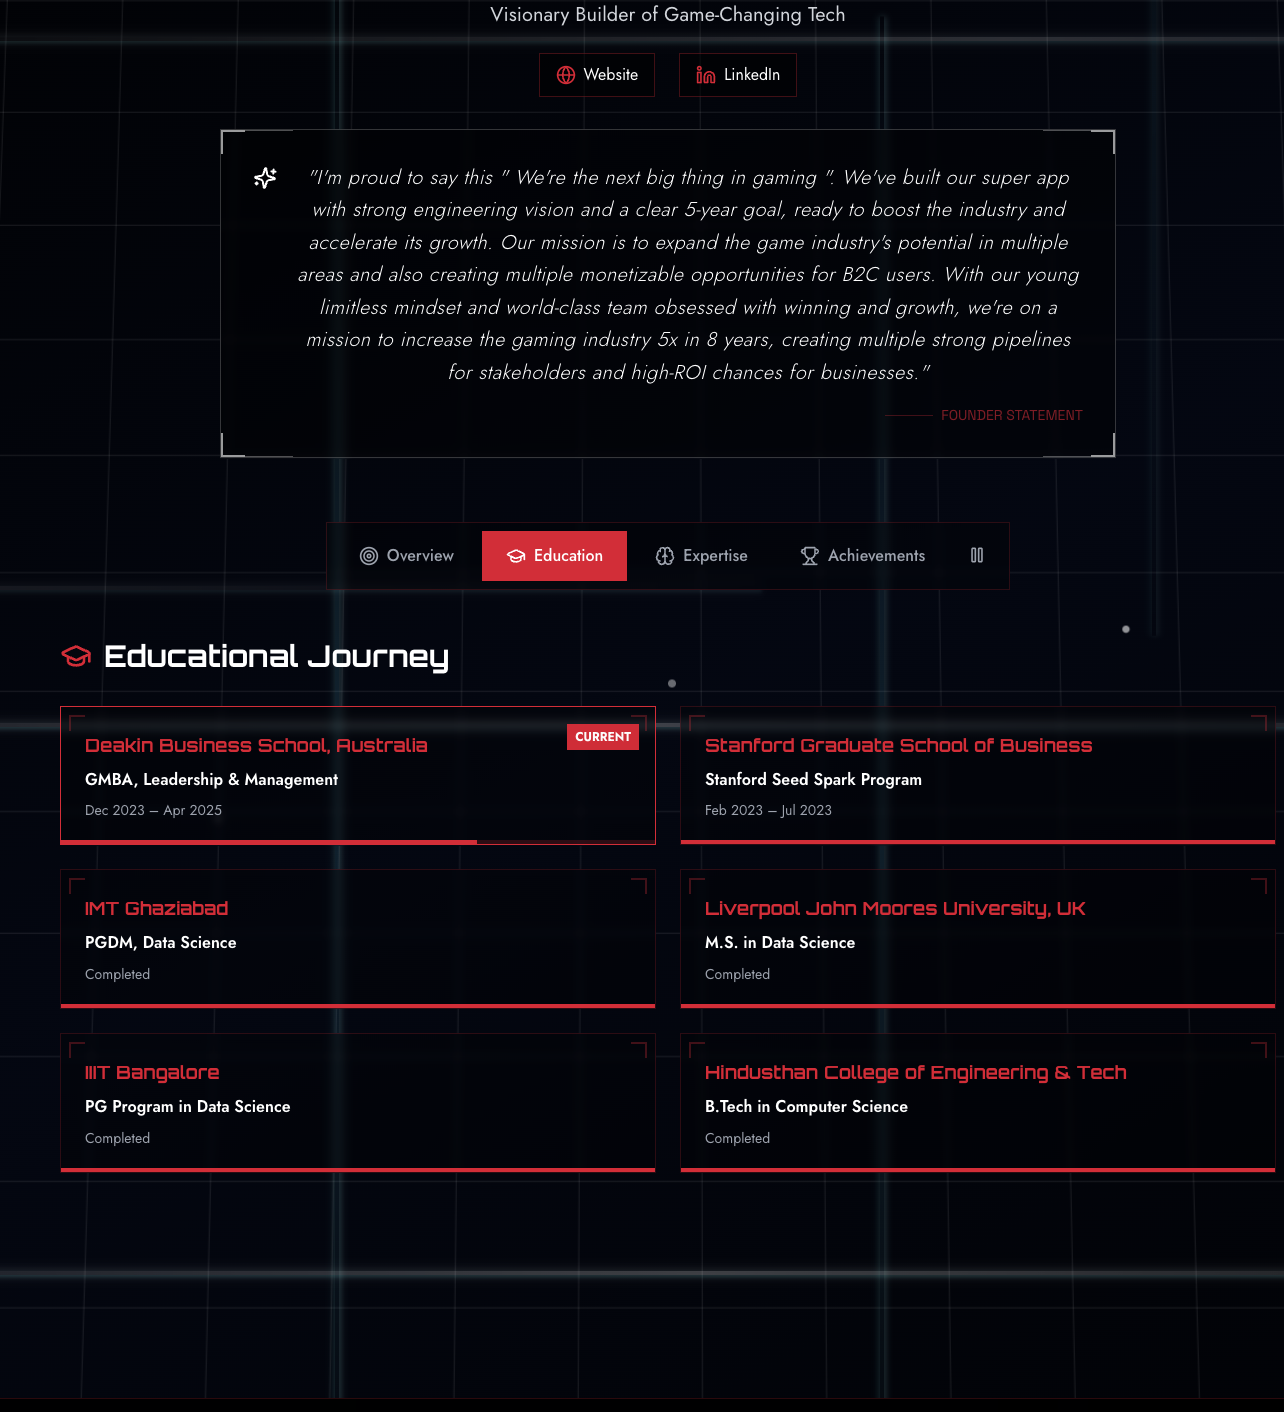 Visionary Builder of Game-Changing Tech
Website
LinkedIn
"I'm proud to say this " We're the next big thing in gaming ". We've built our super app
with strong engineering vision and a clear 5-year goal, ready to boost the industry and
accelerate its growth. Our mission is to expand the game industry's potential in multiple
areas and also creating multiple monetizable opportunities for B2C users. With our young
limitless mindset and world-class team obsessed with winning and growth, we're on a
mission to increase the gaming industry 5x in 8 years, creating multiple strong pipelines
for stakeholders and high-ROI chances for businesses."
FOUNDER STATEMENT
Overview
Education
Expertise
Achievements
Educational Journey
Deakin Business School, Australia
CURRENT
GMBA, Leadership & Management
Dec 2023 – Apr 2025
Stanford Graduate School of Business
Stanford Seed Spark Program
Feb 2023 – Jul 2023
IMT Ghaziabad
PGDM, Data Science
Completed
Liverpool John Moores University, UK
M.S. in Data Science
Completed
IIIT Bangalore
PG Program in Data Science
Completed
Hindusthan College of Engineering & Tech
B.Tech in Computer Science
Completed